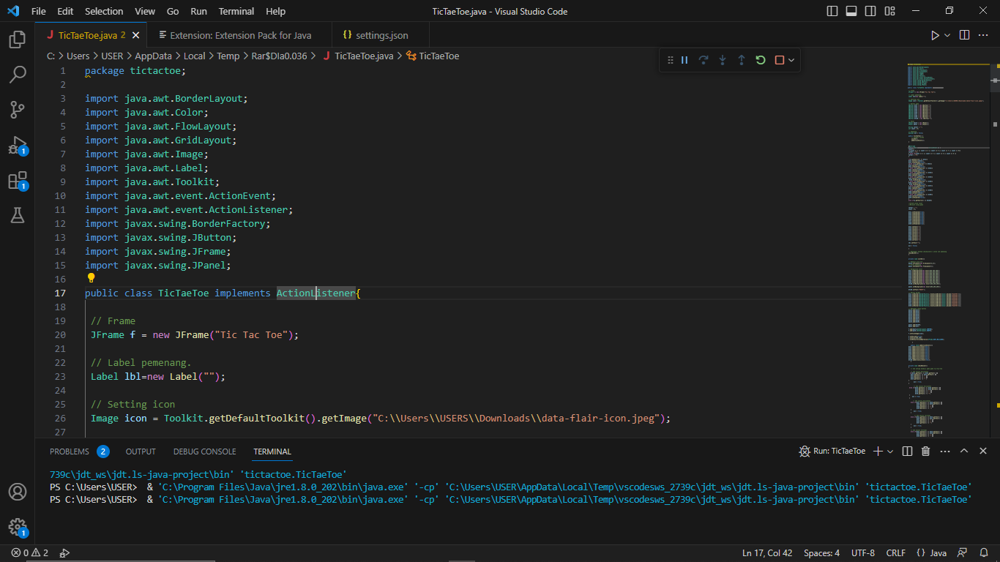 File Edit Selection View Go Run Terminal Help TicTaeToe.java - Visual Studio Code
TicTaeToe.java 2 Extension: Extension Pack for Java settings.json
C: > Users > USER > AppData > Local > Temp > Rar$DIa0.036 > TicTaeToe.java > TicTaeToe
1 package tictactoe;
2
3 import java.awt.BorderLayout;
4 import java.awt.Color;
5 import java.awt.FlowLayout;
6 import java.awt.GridLayout;
7 import java.awt.Image;
8 import java.awt.Label;
9 import java.awt.Toolkit;
10 import java.awt.event.ActionEvent;
11 import java.awt.event.ActionListener;
12 import javax.swing.BorderFactory;
13 import javax.swing.JButton;
14 import javax.swing.JFrame;
15 import javax.swing.JPanel;
16
17 public class TicTaeToe implements ActionListener{
18
19 // Frame
20 JFrame f = new JFrame("Tic Tac Toe");
21
22 // Label pemenang.
23 Label lbl=new Label("");
24
25 // Setting icon
26 Image icon = Toolkit.getDefaultToolkit().getImage("C:\\Users\\USERS\\Downloads\\data-flair-icon.jpeg");
27
PROBLEMS 2 OUTPUT DEBUG CONSOLE TERMINAL Run: TicTaeToe
739c\jdt_ws\jdt.ls-java-project\bin' 'tictactoe.TicTaeToe'
PS C:\Users\USER> & 'C:\Program Files\Java\jre1.8.0_202\bin\java.exe' '-cp' 'C:\Users\USER\AppData\Local\Temp\vscodesws_2739c\jdt_ws\jdt.ls-java-project\bin' 'tictactoe.TicTaeToe'
PS C:\Users\USER> & 'C:\Program Files\Java\jre1.8.0_202\bin\java.exe' '-cp' 'C:\Users\USER\AppData\Local\Temp\vscodesws_2739c\jdt_ws\jdt.ls-java-project\bin' 'tictactoe.TicTaeToe'
1
1
1
0 2 Ln 17, Col 42 Spaces: 4 UTF-8 CRLF {} Java